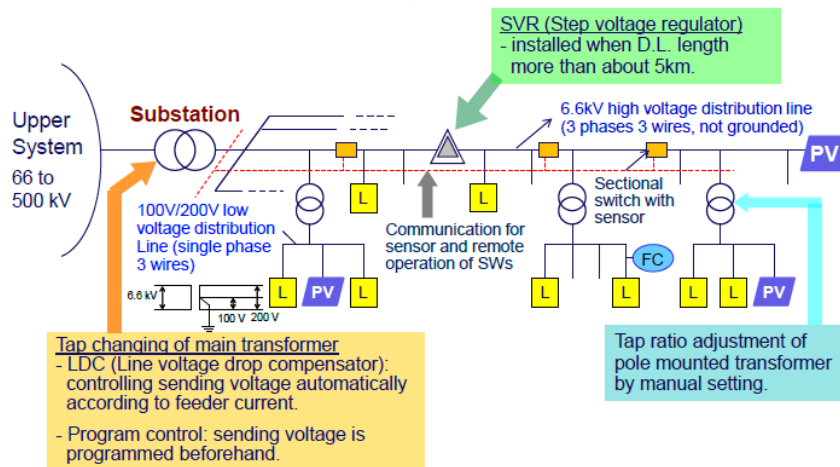 SVR (Step voltage regulator)
- installed when D.L. length
more than about 5km.
Substation
Upper
System
66 to
500 kV
6.6kV high voltage distribution line
(3 phases 3 wires, not grounded)
PV
L
L
Sectional
switch with
sensor
100V/200V low
voltage distribution
Line (single phase
3 wires)
Communication for
sensor and remote
operation of SWs
FC
L
PV
L
L
L
L
L
PV
6.6 kV
100 V
200 V
Tap changing of main transformer
- LDC (Line voltage drop compensator):
controlling sending voltage automatically
according to feeder current.
- Program control: sending voltage is
programmed beforehand.
Tap ratio adjustment of
pole mounted transformer
by manual setting.